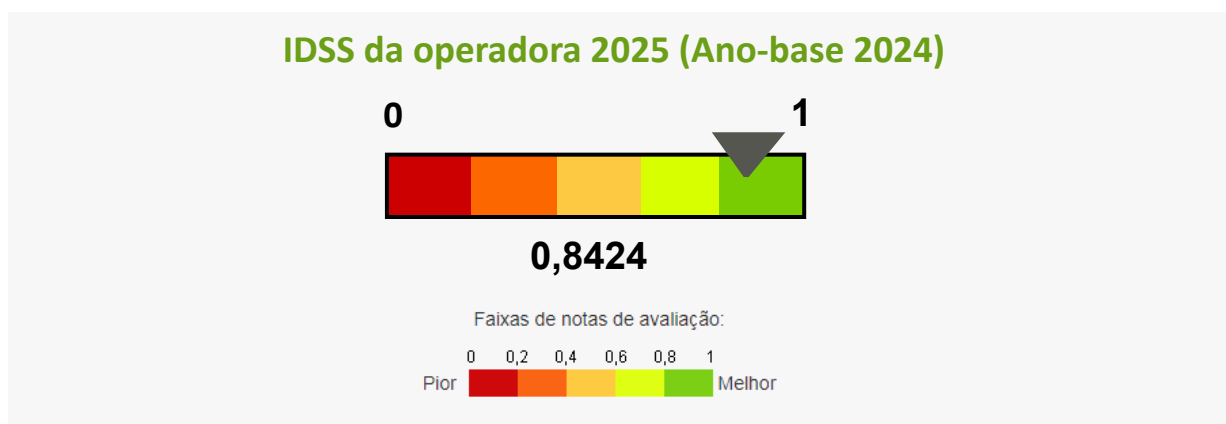 IDSS da operadora 2025 (Ano-base 2024)
0 1
0,8424
Faixas de notas de avaliação:
0 0,2 0,4 0,6 0,8 1
Pior Melhor